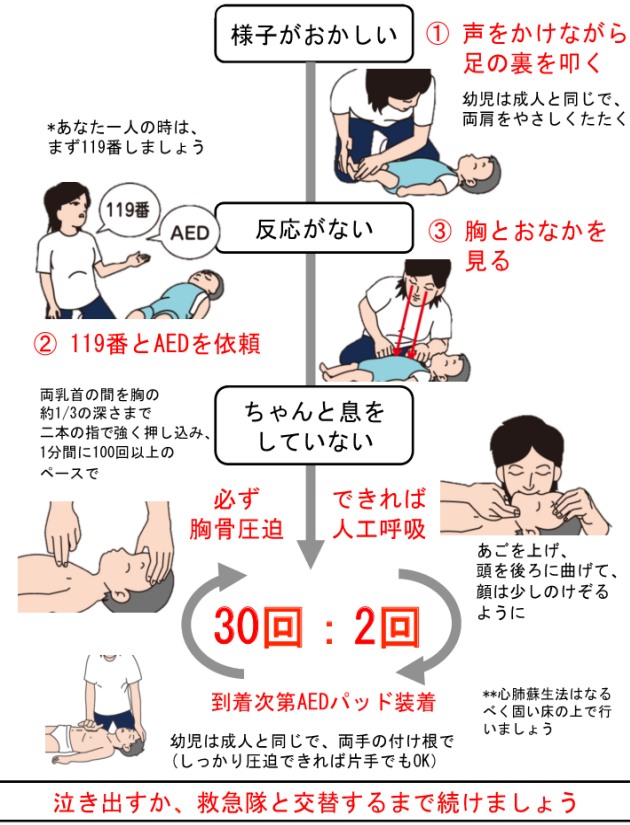 様子がおかしい
① 声をかけながら
足の裏を叩く
幼児は成人と同じで、
両肩をやさしくたたく
*あなた一人の時は、
まず119番しましょう
119番
AED
反応がない
③ 胸とおなかを
見る
② 119番とAEDを依頼
両乳首の間を胸の
約1/3の深さまで
二本の指で強く押し込み、
1分間に100回以上の
ペースで
ちゃんと息を
していない
必ず
胸骨圧迫
できれば
人工呼吸
あごを上げ、
頭を後ろに曲げて、
顔は少しのけぞる
ように
30回:2回
到着次第AEDパッド装着
**心肺蘇生法はなる
べく固い床の上で行
いましょう
幼児は成人と同じで、両手の付け根で
(しっかり圧迫できれば片手でもOK)
泣き出すか、救急隊と交替するまで続けましょう